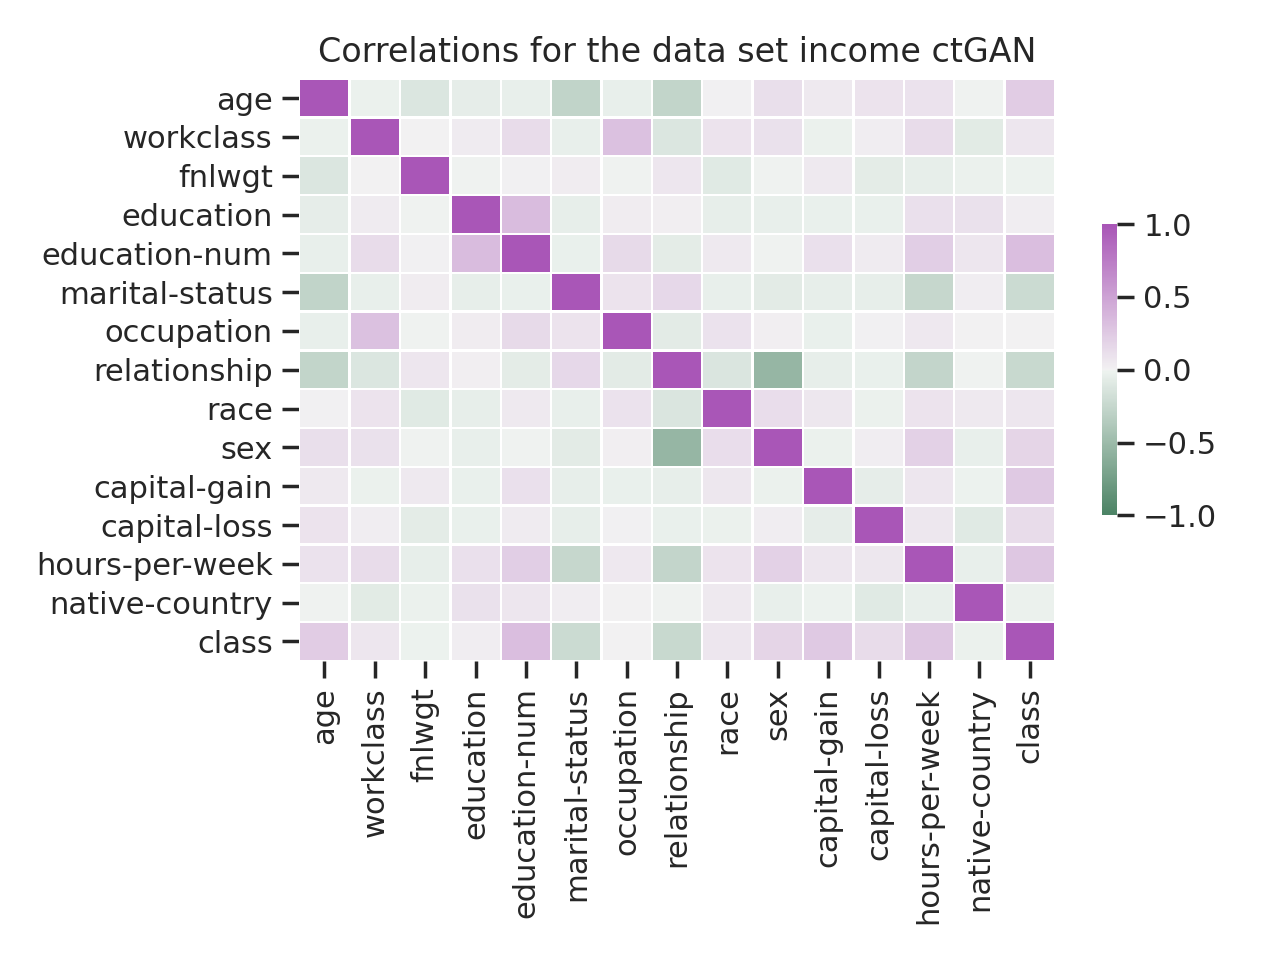 Correlations for the data set income ctGAN
age
workclass
fnlwgt
education
education-num
marital-status
occupation
relationship
race
sex
capital-gain
capital-loss
hours-per-week
native-country
class
1.0
0.5
0.0
−0.5
−1.0
age
workclass
fnlwgt
education
education-num
marital-status
occupation
relationship
race
sex
capital-gain
capital-loss
hours-per-week
native-country
class